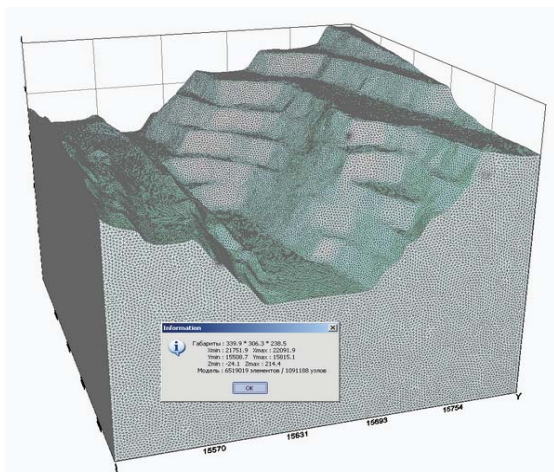 Information
Габариты : 339.9 * 306.3 * 238.5
Xmin : 21751.9 Xmax : 22091.9
Ymin : 15508.7 Ymax : 15815.1
Zmin : -24.1 Zmax : 214.4
Модель : 6519019 элементов / 1091188 узлов
OK
Y
15754
15693
15631
15570